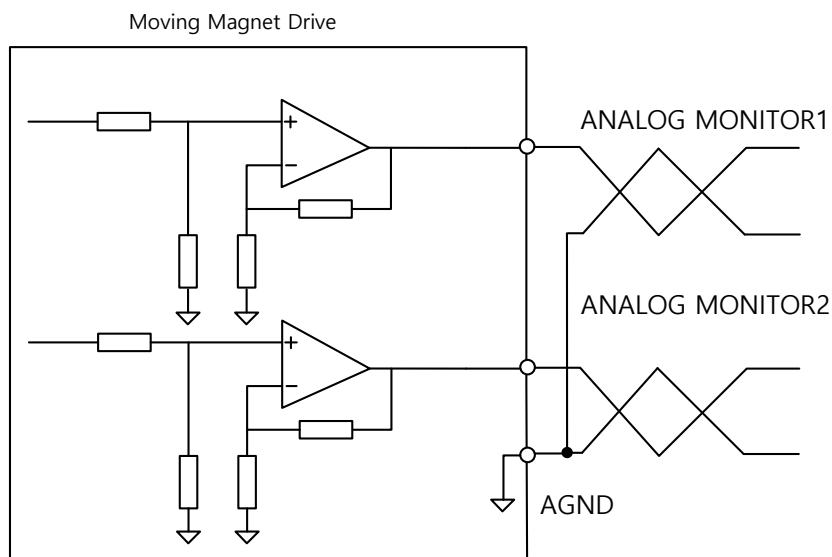 Moving Magnet Drive
ANALOG MONITOR1
+
−
ANALOG MONITOR2
+
−
AGND